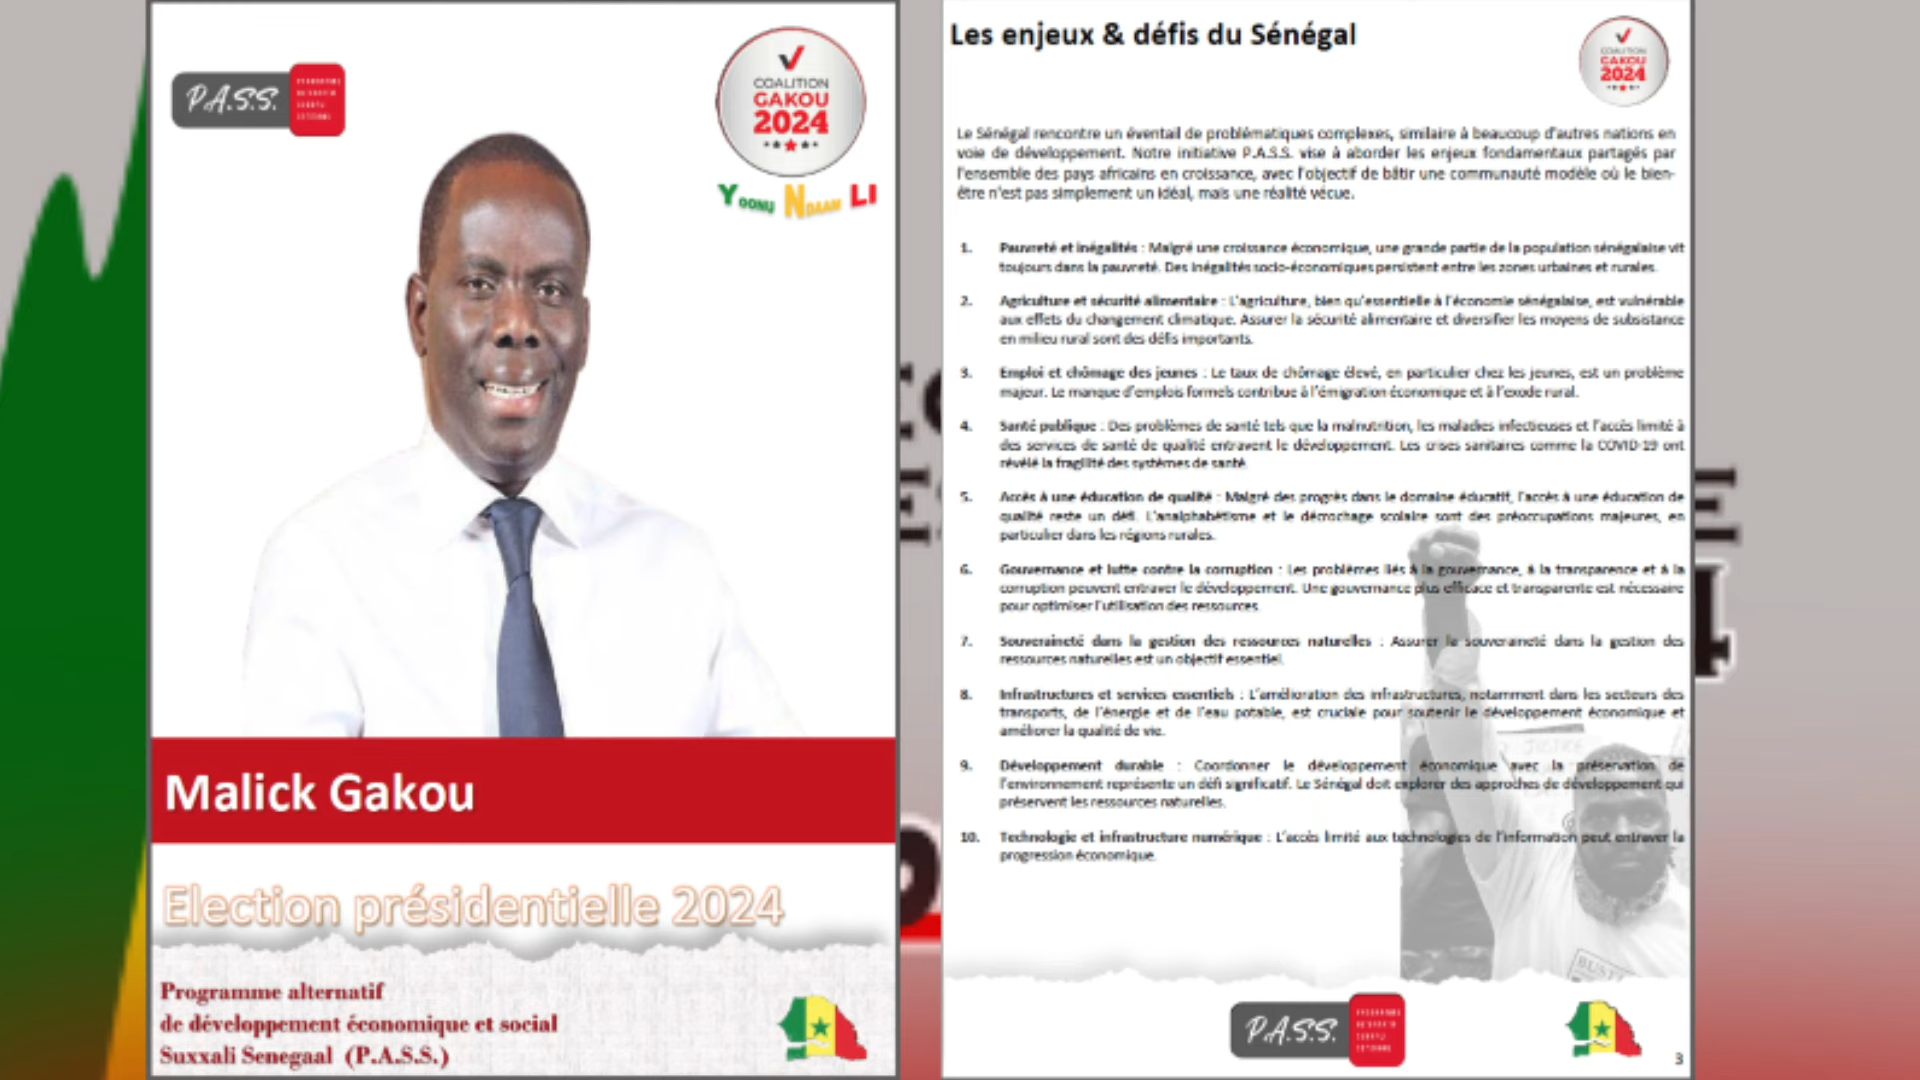 P.A.S.S.
COALITION
GAKOU
2024
YOONU NDAAM LI
Malick Gakou
Election présidentielle 2024
Programme alternatif
de développement économique et social
Suxxali Senegaal (P.A.S.S.)
Les enjeux & défis du Sénégal
COALITION
GAKOU
2024
Le Sénégal rencontre un éventail de problématiques complexes, similaire à beaucoup d'autres nations en
voie de développement. Notre initiative P.A.S.S. vise à aborder les enjeux fondamentaux partagés par
l'ensemble des pays africains en croissance, avec l'objectif de bâtir une communauté modèle où le bien-
être n'est pas simplement un idéal, mais une réalité vécue.
1. Pauvreté et inégalités : Malgré une croissance économique, une grande partie de la population sénégalaise vit
toujours dans la pauvreté. Des inégalités socio-économiques persistent entre les zones urbaines et rurales.
2. Agriculture et sécurité alimentaire : L'agriculture, bien qu'essentielle à l'économie sénégalaise, est vulnérable
aux effets du changement climatique. Assurer la sécurité alimentaire et diversifier les moyens de subsistance
en milieu rural sont des défis importants.
3. Emploi et chômage des jeunes : Le taux de chômage élevé, en particulier chez les jeunes, est un problème
majeur. Le manque d'emplois formels contribue à l'émigration économique et à l'exode rural.
4. Santé publique : Des problèmes de santé tels que la malnutrition, les maladies infectieuses et l'accès limité à
des services de santé de qualité entravent le développement. Les crises sanitaires comme la COVID-19 ont
révélé la fragilité des systèmes de santé.
5. Accès à une éducation de qualité : Malgré des progrès dans le domaine éducatif, l'accès à une éducation de
qualité reste un défi. L'analphabétisme et le décrochage scolaire sont des préoccupations majeures, en
particulier dans les régions rurales.
6. Gouvernance et lutte contre la corruption : Les problèmes liés à la gouvernance, à la transparence et à la
corruption peuvent entraver le développement. Une gouvernance plus efficace et transparente est nécessaire
pour optimiser l'utilisation des ressources.
7. Souveraineté dans la gestion des ressources naturelles : Assurer la souveraineté dans la gestion des
ressources naturelles est un objectif essentiel.
8. Infrastructures et services essentiels : L'amélioration des infrastructures, notamment dans les secteurs des
transports, de l'énergie et de l'eau potable, est cruciale pour soutenir le développement économique et
améliorer la qualité de vie.
9. Développement durable : Coordonner le développement économique avec la préservation de
l'environnement représente un défi significatif. Le Sénégal doit explorer des approches de développement qui
préservent les ressources naturelles.
10. Technologie et infrastructure numérique : L'accès limité aux technologies de l'information peut entraver la
progression économique.
JUSTICE
P.A.S.S.
3